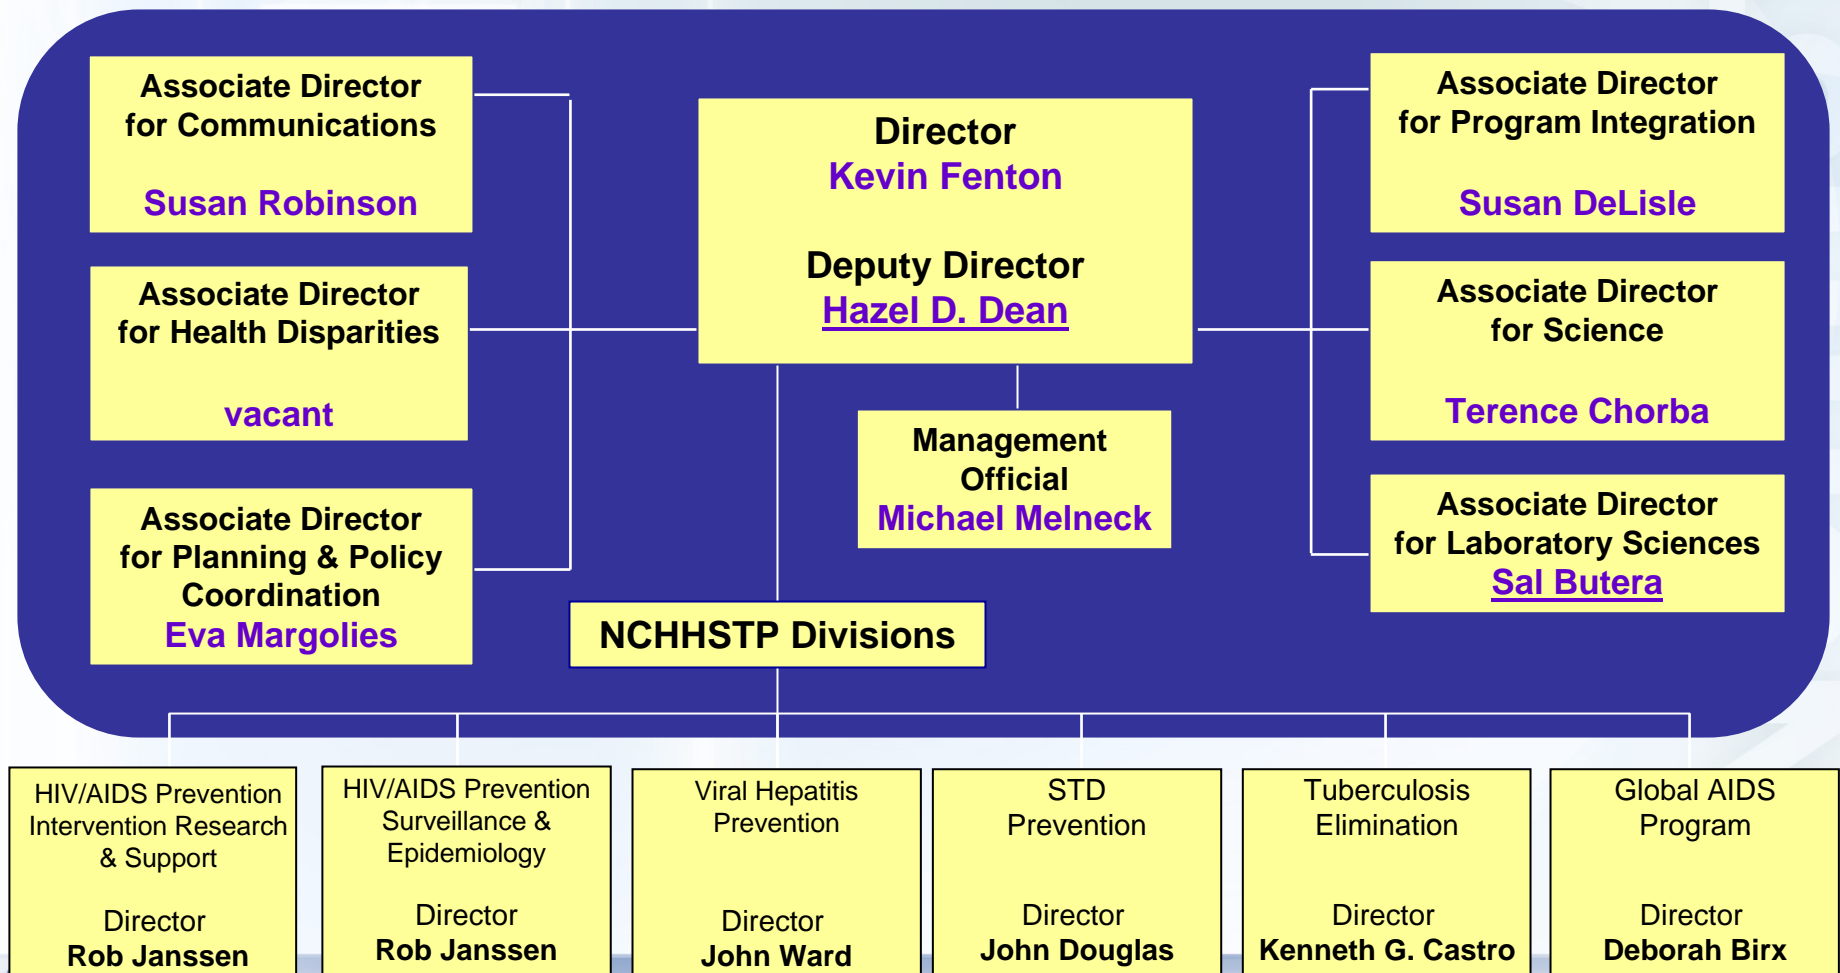 Associate Director
for Communications
Susan Robinson
Associate Director
for Health Disparities
vacant
Associate Director
for Planning & Policy
Coordination
Eva Margolies
Director
Kevin Fenton
Deputy Director
Hazel D. Dean
Management
Official
Michael Melneck
NCHHSTP Divisions
Associate Director
for Program Integration
Susan DeLisle
Associate Director
for Science
Terence Chorba
Associate Director
for Laboratory Sciences
Sal Butera
HIV/AIDS Prevention
Intervention Research
& Support
Director
Rob Janssen
HIV/AIDS Prevention
Surveillance &
Epidemiology
Director
Rob Janssen
Viral Hepatitis
Prevention
Director
John Ward
STD
Prevention
Director
John Douglas
Tuberculosis
Elimination
Director
Kenneth G. Castro
Global AIDS
Program
Director
Deborah Birx